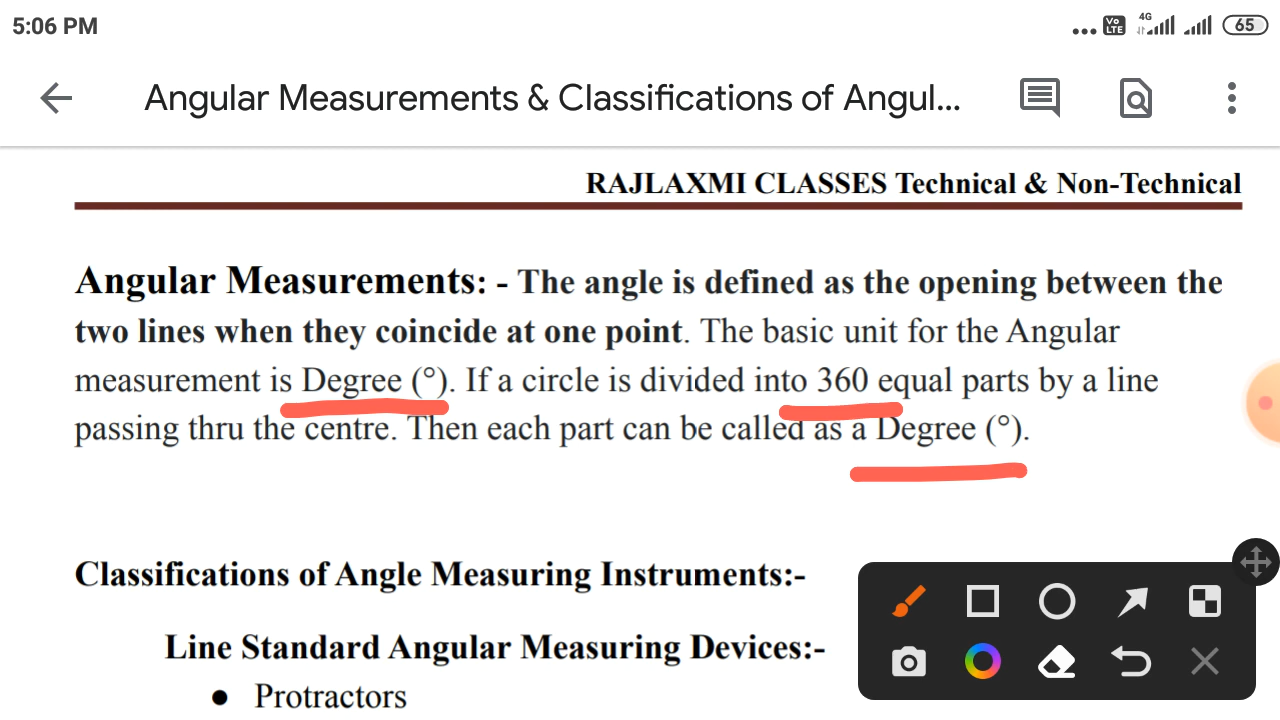 5:06 PM
Vo LTE 4G 65
Angular Measurements & Classifications of Angul...
RAJLAXMI CLASSES Technical & Non-Technical
Angular Measurements: - The angle is defined as the opening between the
two lines when they coincide at one point. The basic unit for the Angular
measurement is Degree (°). If a circle is divided into 360 equal parts by a line
passing thru the centre. Then each part can be called as a Degree (°).
Classifications of Angle Measuring Instruments:-
Line Standard Angular Measuring Devices:-
● Protractors